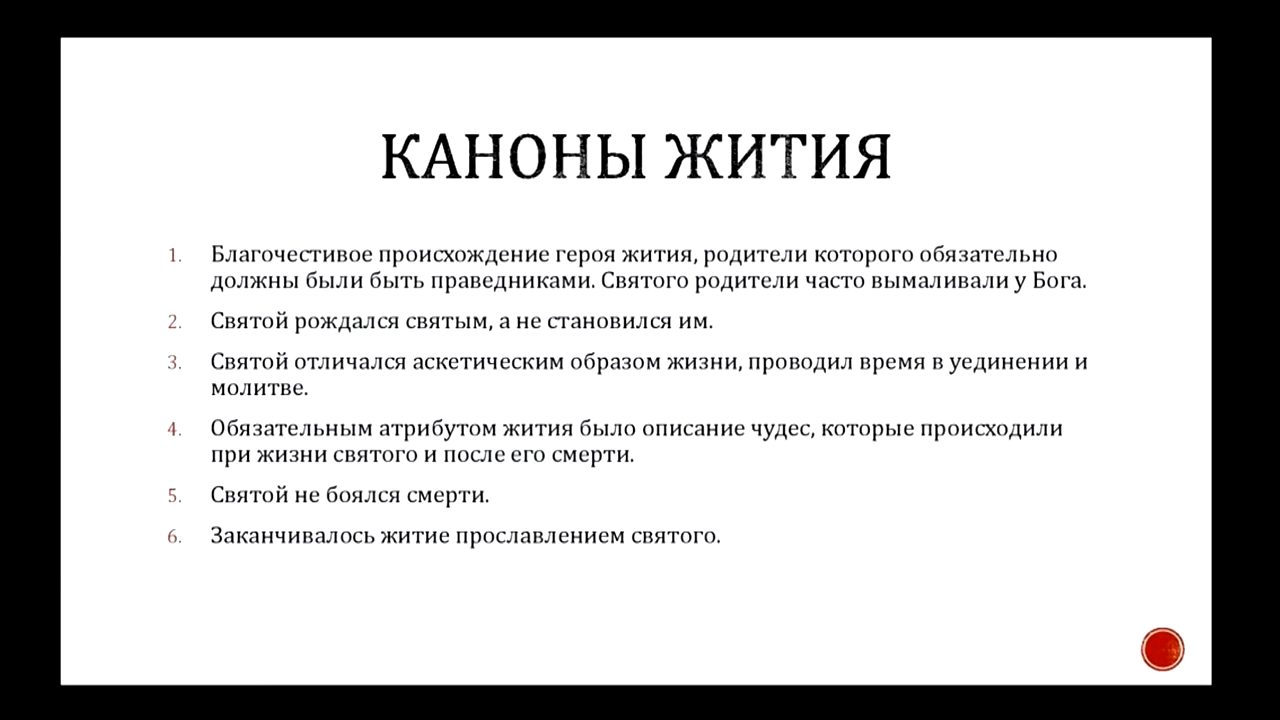 КАНОНЫ ЖИТИЯ
1. Благочестивое происхождение героя жития, родители которого обязательно
должны были быть праведниками. Святого родители часто вымаливали у Бога.
2. Святой рождался святым, а не становился им.
3. Святой отличался аскетическим образом жизни, проводил время в уединении и
молитве.
4. Обязательным атрибутом жития было описание чудес, которые происходили
при жизни святого и после его смерти.
5. Святой не боялся смерти.
6. Заканчивалось житие прославлением святого.